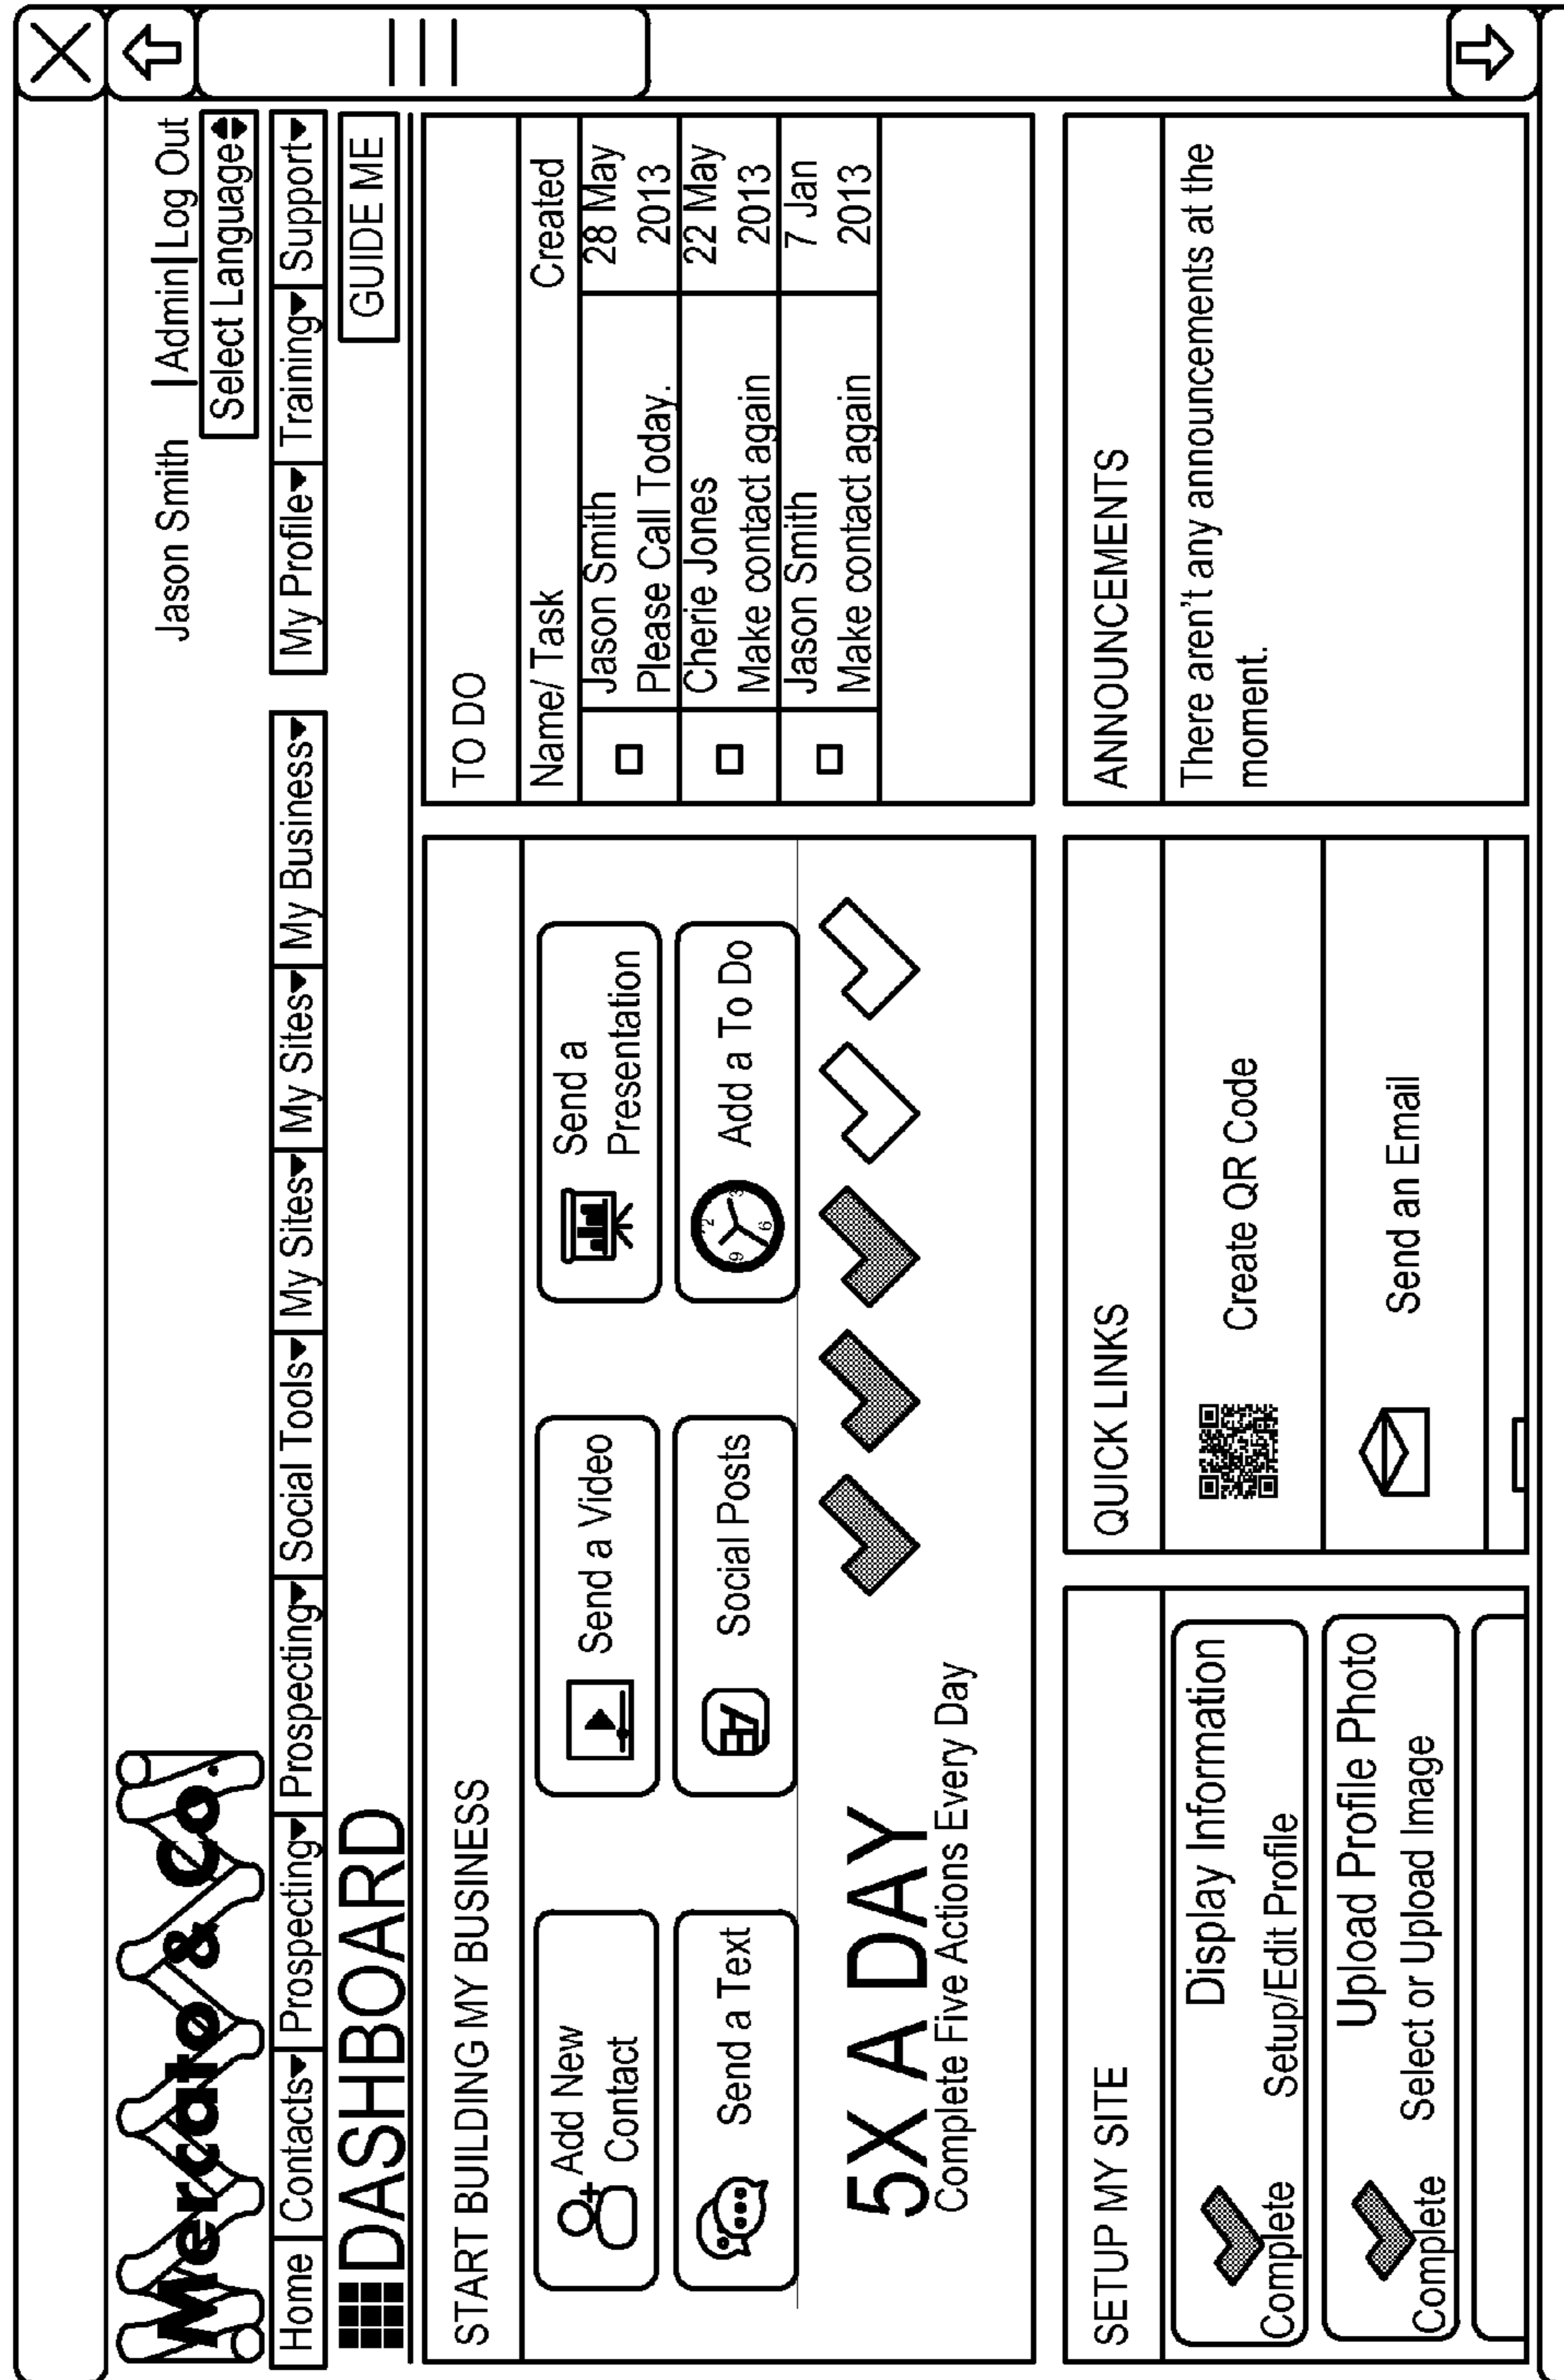 Mercato & Co.
Jason Smith | Admin | Log Out
Select Language
Home Contacts Prospecting Prospecting Social Tools My Sites My Sites My Business My Profile Training Support
DASHBOARD
GUIDE ME
START BUILDING MY BUSINESS
Add New
Contact
Send a Video
Send a
Presentation
Send a Text
Social Posts
Add a To Do
5X A DAY
Complete Five Actions Every Day
TO DO
Name/ Task Created
Jason Smith 28 May
Please Call Today. 2013
Cherie Jones 22 May
Make contact again 2013
Jason Smith 7 Jan
Make contact again 2013
SETUP MY SITE
Display Information
Complete Setup/Edit Profile
Upload Profile Photo
Complete Select or Upload Image
QUICK LINKS
Create QR Code
Send an Email
ANNOUNCEMENTS
There aren't any announcements at the
moment.